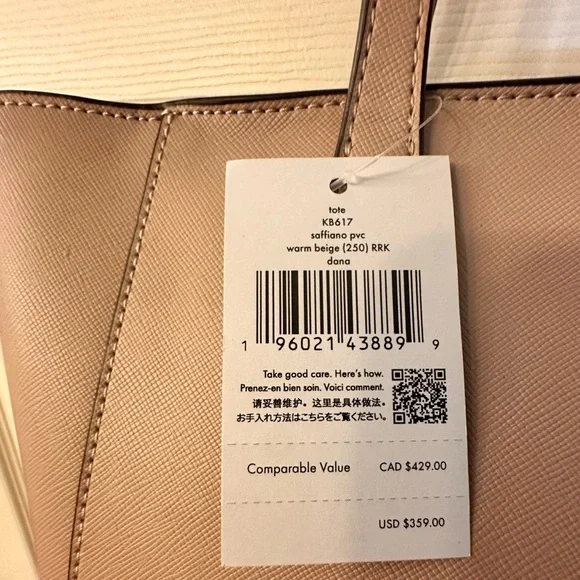 tote
KB617
saffiano pvc
warm beige (250) RRK
dana
1 96021 43889 9
Take good care. Here's how.
Prenez-en bien soin. Voici comment.
请妥善维护。这里是具体做法。
お手入れ方法はこちらをご覧ください。
Comparable Value CAD $429.00
USD $359.00